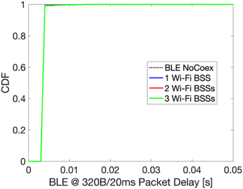 1
0.8
0.6
0.4
0.2
0
CDF
BLE NoCoex
1 Wi-Fi BSS
2 Wi-Fi BSSs
3 Wi-Fi BSSs
0 0.01 0.02 0.03 0.04 0.05
BLE @ 320B/20ms Packet Delay [s]